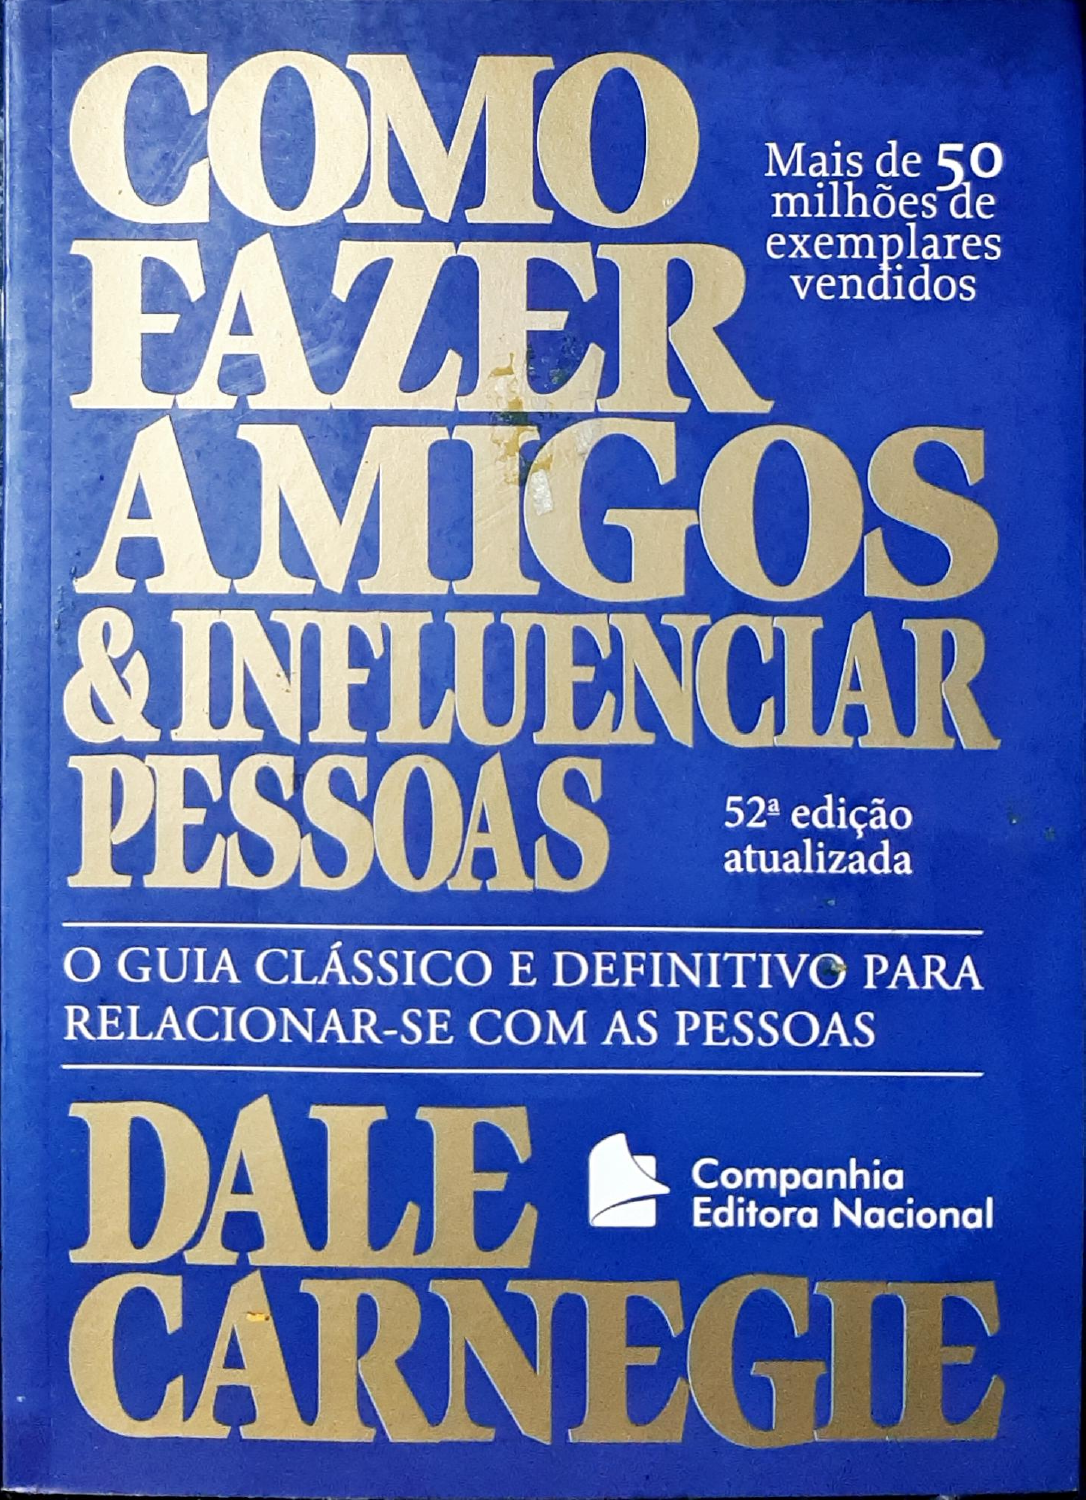 COMO
FAZER
AMIGOS
& INFLUENCIAR
PESSOAS
Mais de 50
milhões de
exemplares
vendidos
52ª edição
atualizada
O GUIA CLÁSSICO E DEFINITIVO PARA
RELACIONAR-SE COM AS PESSOAS
DALE
CARNEGIE
Companhia
Editora Nacional